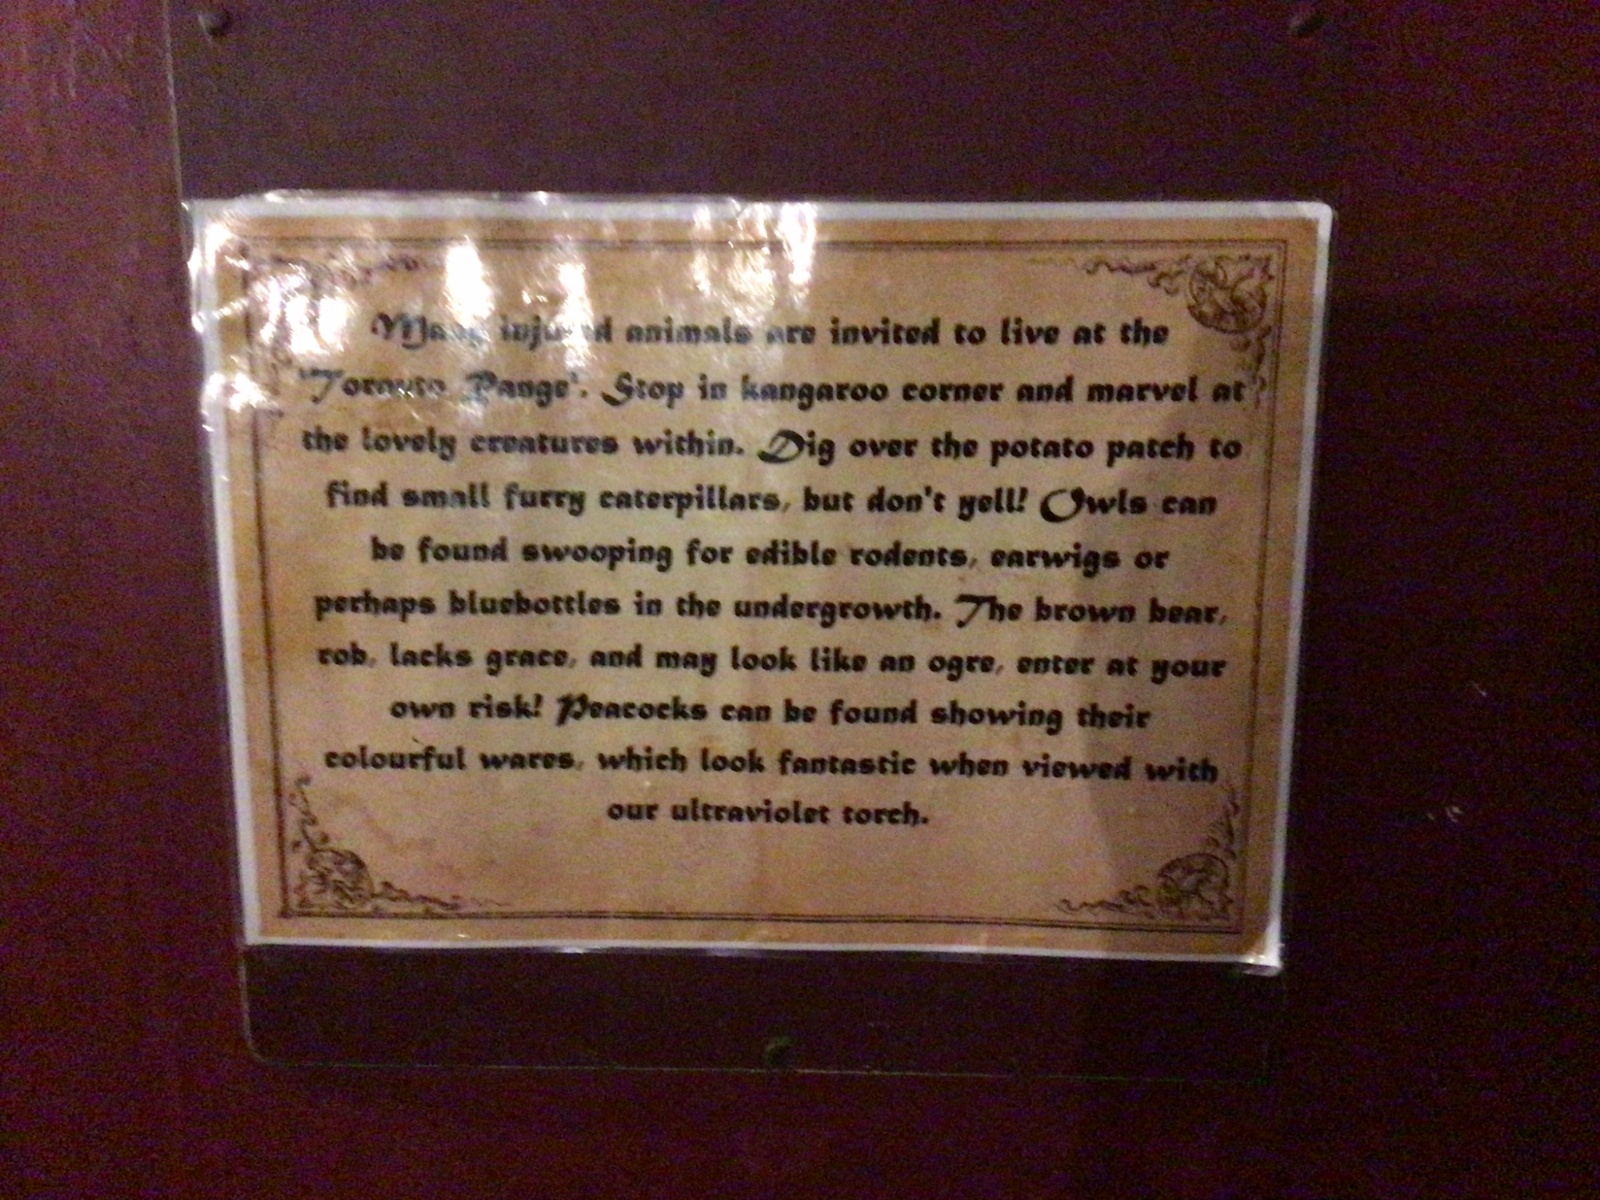 Many injured animals are invited to live at the
'Toronto Range'. Stop in kangaroo corner and marvel at
the lovely creatures within. Dig over the potato patch to
find small furry caterpillars, but don't yell! Owls can
be found swooping for edible rodents, earwigs or
perhaps bluebottles in the undergrowth. The brown bear,
rob, lacks grace, and may look like an ogre, enter at your
own risk! Peacocks can be found showing their
colourful wares, which look fantastic when viewed with
our ultraviolet torch.